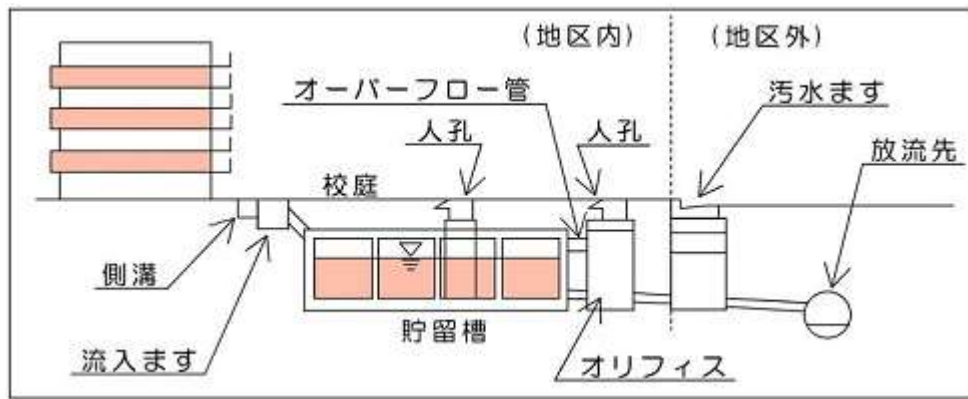 (地区内)
(地区外)
オーバーフロー管
汚水ます
人孔
人孔
放流先
校庭
側溝
貯留槽
流入ます
オリフィス